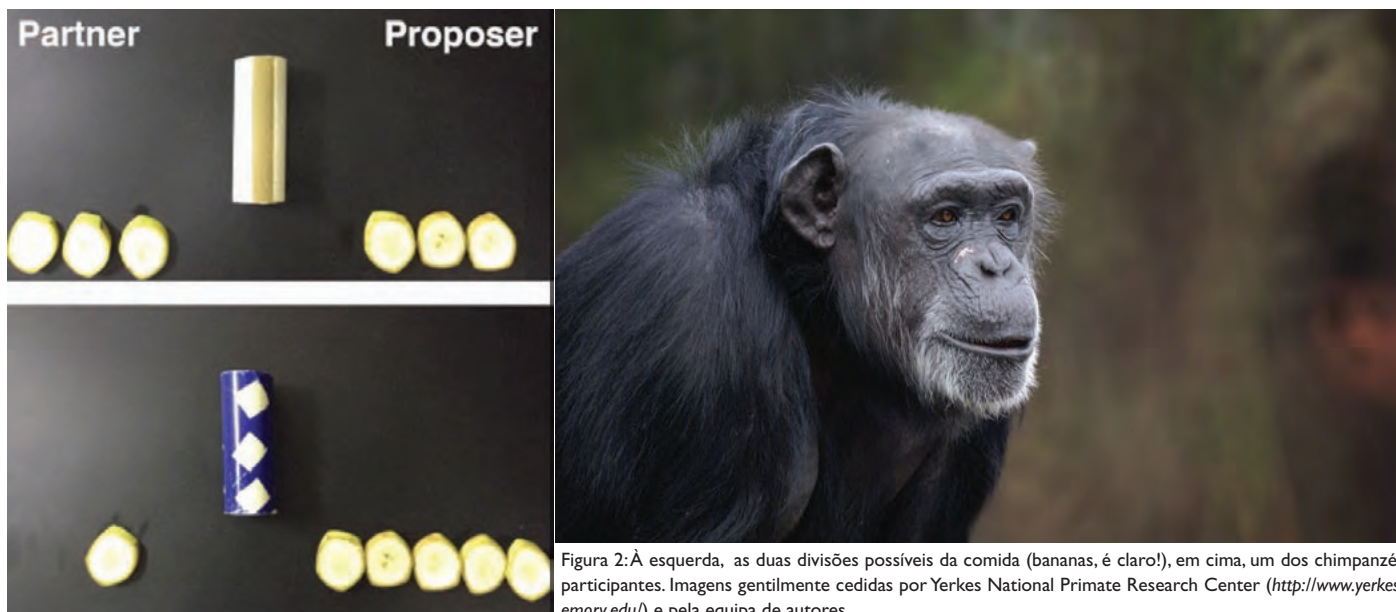 Partner Proposer
Figura 2: À esquerda, as duas divisões possíveis da comida (bananas, é claro!), em cima, um dos chimpanzé
participantes. Imagens gentilmente cedidas por Yerkes National Primate Research Center (http://www.yerkes
emory.edu/) e pela equipa de autores